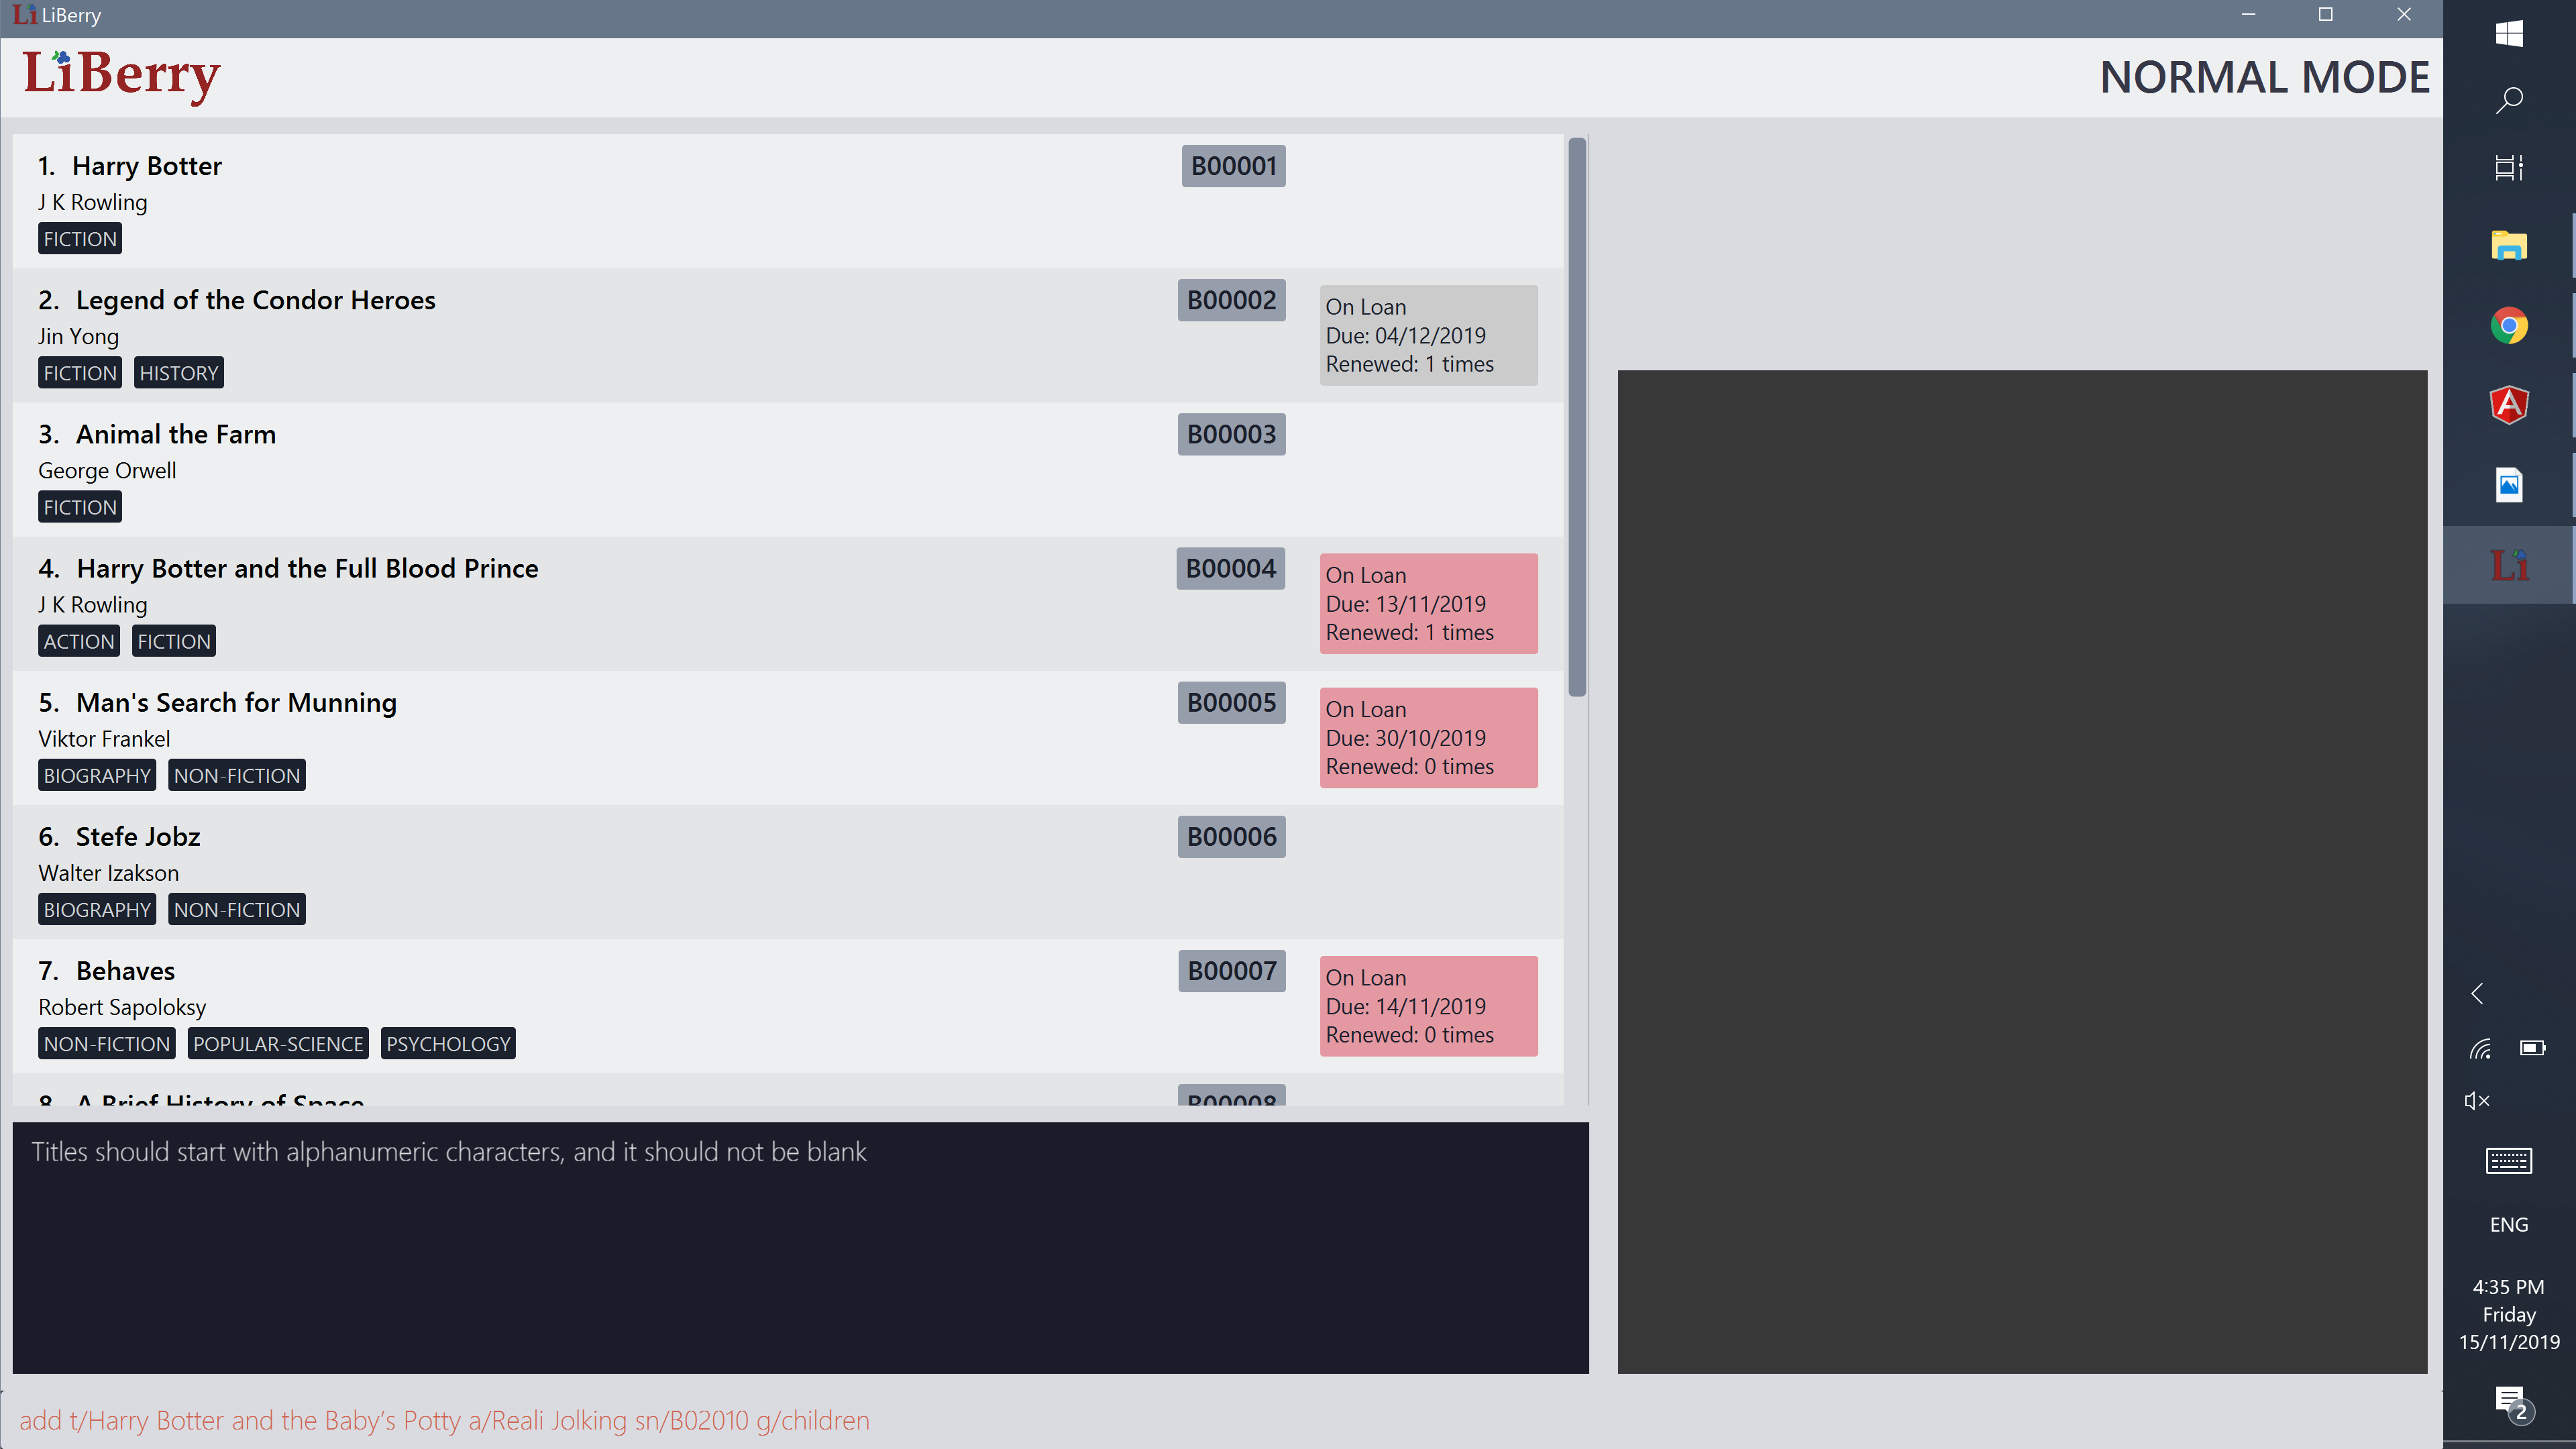 Li LiBerry
LiBerry
NORMAL MODE
1. Harry Botter
B00001
J K Rowling
FICTION
2. Legend of the Condor Heroes
B00002
Jin Yong
FICTION HISTORY
On Loan
Due: 04/12/2019
Renewed: 1 times
3. Animal the Farm
B00003
George Orwell
FICTION
4. Harry Botter and the Full Blood Prince
B00004
J K Rowling
ACTION FICTION
On Loan
Due: 13/11/2019
Renewed: 1 times
5. Man's Search for Munning
B00005
Viktor Frankel
BIOGRAPHY NON-FICTION
On Loan
Due: 30/10/2019
Renewed: 0 times
6. Stefe Jobz
B00006
Walter Izakson
BIOGRAPHY NON-FICTION
7. Behaves
B00007
Robert Sapoloksy
NON-FICTION POPULAR-SCIENCE PSYCHOLOGY
On Loan
Due: 14/11/2019
Renewed: 0 times
8. A Brief History of Space
B00008
Titles should start with alphanumeric characters, and it should not be blank
add t/Harry Botter and the Baby’s Potty a/Reali Jolking sn/B02010 g/children
Li
ENG
4:35 PM
Friday
15/11/2019
2